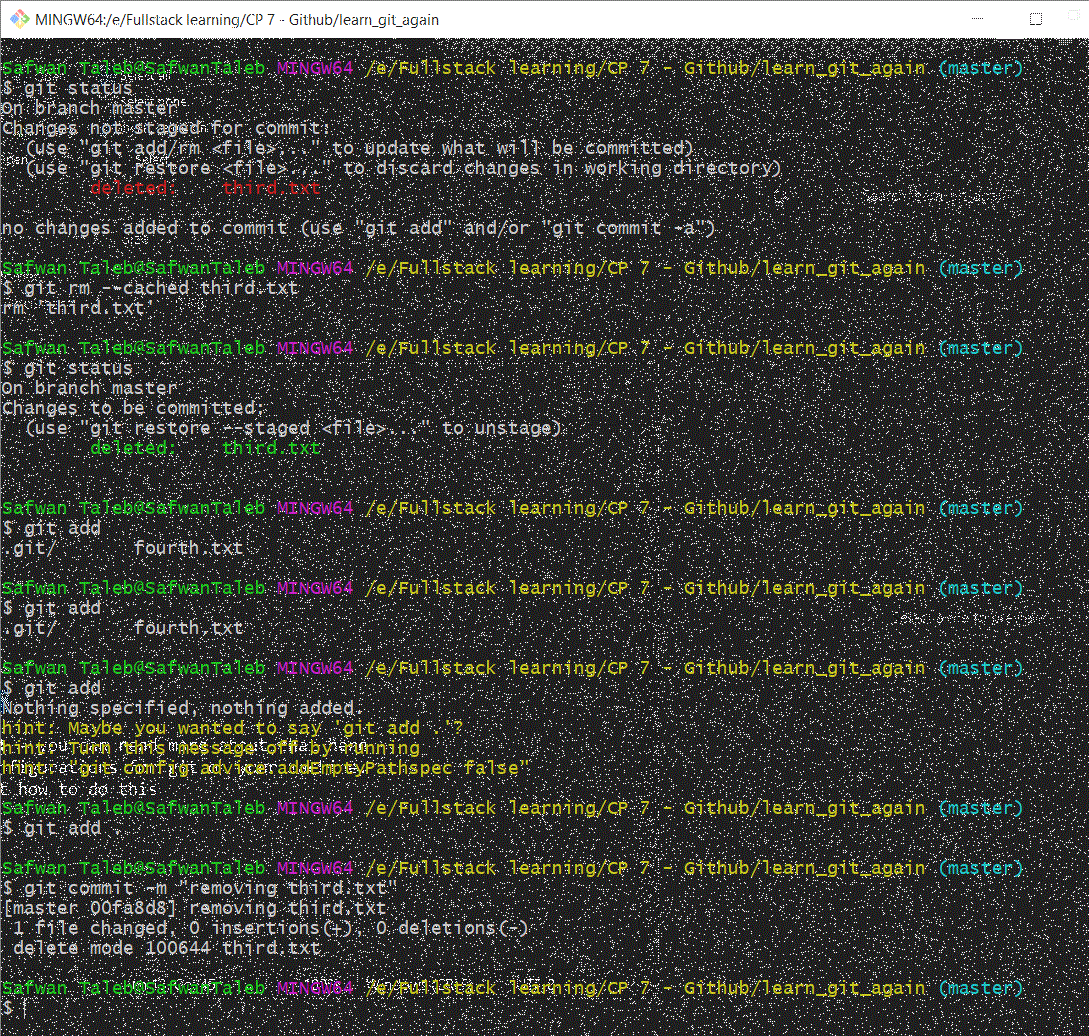 MINGW64:/e/Fullstack learning/CP 7 - Github/learn_git_again
Safwan Taleb@SafwanTaleb MINGW64 /e/Fullstack learning/CP 7 - Github/learn_git_again (master)
$ git status
On branch master
Changes not staged for commit:
(use "git add/rm <file>..." to update what will be committed)
(use "git restore <file>..." to discard changes in working directory)
deleted: third.txt
no changes added to commit (use "git add" and/or "git commit -a")
Safwan Taleb@SafwanTaleb MINGW64 /e/Fullstack learning/CP 7 - Github/learn_git_again (master)
$ git rm --cached third.txt
rm 'third.txt'
Safwan Taleb@SafwanTaleb MINGW64 /e/Fullstack learning/CP 7 - Github/learn_git_again (master)
$ git status
On branch master
Changes to be committed:
(use "git restore --staged <file>..." to unstage)
deleted: third.txt
Safwan Taleb@SafwanTaleb MINGW64 /e/Fullstack learning/CP 7 - Github/learn_git_again (master)
$ git add
.git/ fourth.txt
Safwan Taleb@SafwanTaleb MINGW64 /e/Fullstack learning/CP 7 - Github/learn_git_again (master)
$ git add
.git/ fourth.txt
Safwan Taleb@SafwanTaleb MINGW64 /e/Fullstack learning/CP 7 - Github/learn_git_again (master)
$ git add
Nothing specified, nothing added.
hint: Maybe you wanted to say 'git add .'?
hint: Turn this message off by running
hint: "git config advice.addEmptyPathspec false"
t how to do this
Safwan Taleb@SafwanTaleb MINGW64 /e/Fullstack learning/CP 7 - Github/learn_git_again (master)
$ git add .
Safwan Taleb@SafwanTaleb MINGW64 /e/Fullstack learning/CP 7 - Github/learn_git_again (master)
$ git commit -m "removing third.txt"
[master 00fa8d8] removing third.txt
1 file changed, 0 insertions(+), 0 deletions(-)
delete mode 100644 third.txt
Safwan Taleb@SafwanTaleb MINGW64 /e/Fullstack learning/CP 7 - Github/learn_git_again (master)
$